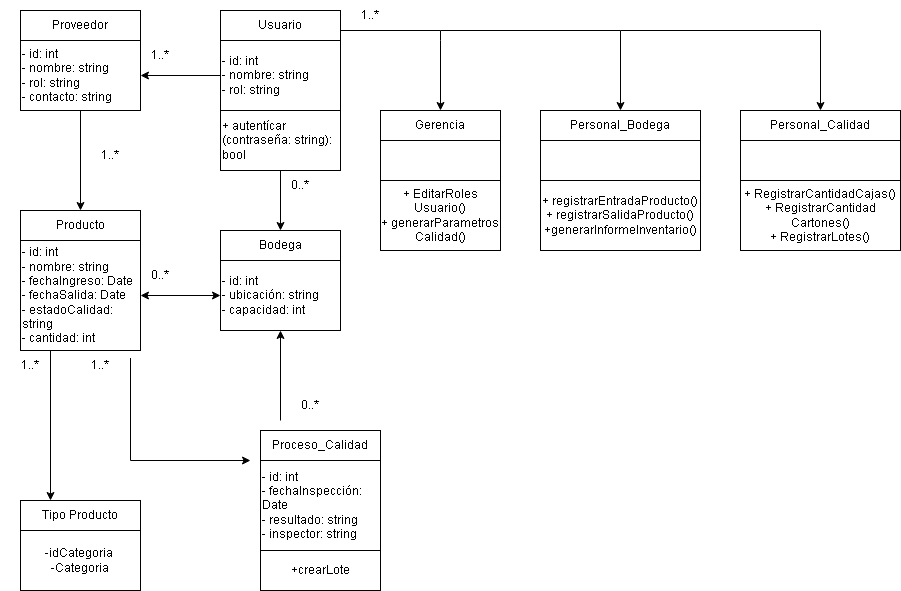 Proveedor
- id: int
- nombre: string
- rol: string
- contacto: string
1..*
Usuario
- id: int
- nombre: string
- rol: string
+ autentícar
(contraseña: string):
bool
1..*
Gerencia
+ EditarRoles
Usuario()
+ generarParametros
Calidad()
Personal_Bodega
+ registrarEntradaProducto()
+ registrarSalidaProducto()
+generarInformeInventario()
Personal_Calidad
+ RegistrarCantidadCajas()
+ RegistrarCantidad
Cartones()
+ RegistrarLotes()
1..*
0..*
Producto
- id: int
- nombre: string
- fechaIngreso: Date
- fechaSalida: Date
- estadoCalidad:
string
- cantidad: int
0..*
Bodega
- id: int
- ubicación: string
- capacidad: int
1..*
1..*
0..*
Proceso_Calidad
- id: int
- fechaInspección:
Date
- resultado: string
- inspector: string
+crearLote
Tipo Producto
-idCategoria
-Categoria